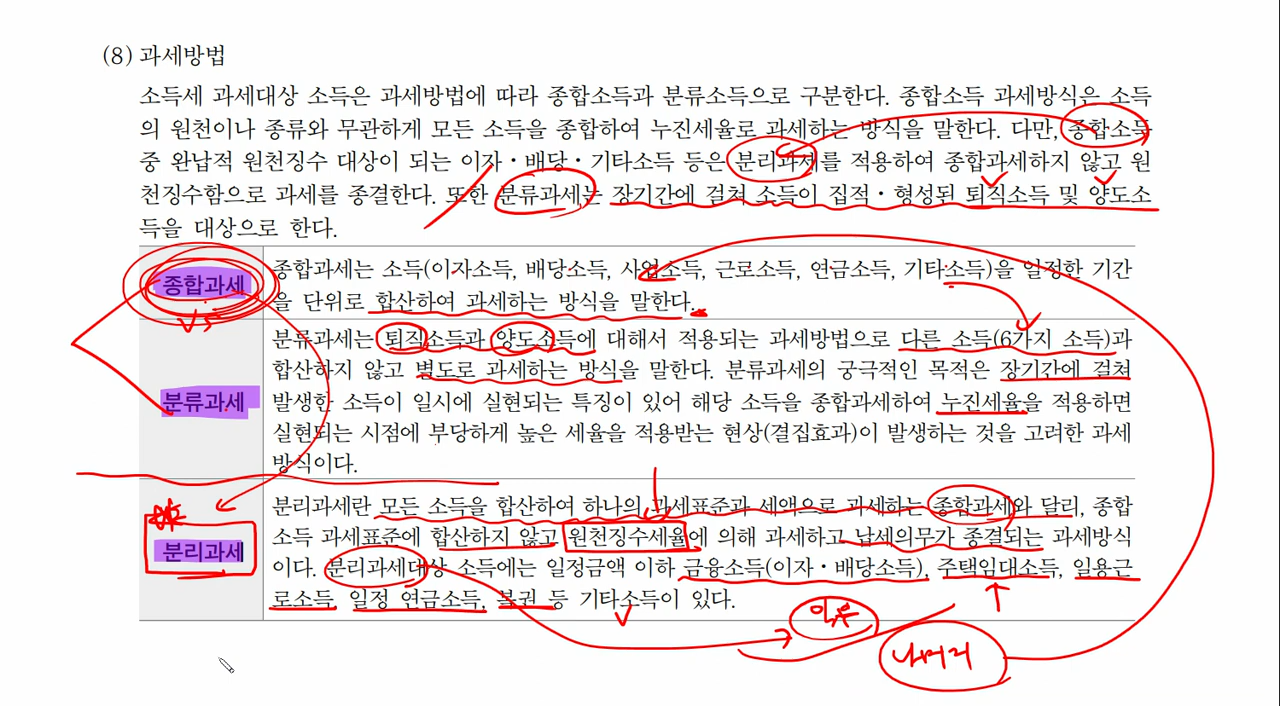 (8) 과세방법
소득세 과세대상 소득은 과세방법에 따라 종합소득과 분류소득으로 구분한다. 종합소득 과세방식은 소득
의 원천이나 종류와 무관하게 모든 소득을 종합하여 누진세율로 과세하는 방식을 말한다. 다만, 종합소득
중 완납적 원천징수 대상이 되는 이자·배당·기타소득 등은 분리과세를 적용하여 종합과세하지 않고 원
천징수함으로 과세를 종결한다. 또한 분류과세는 장기간에 걸쳐 소득이 집적·형성된 퇴직소득 및 양도소
득을 대상으로 한다.
종합과세
종합과세는 소득(이자소득, 배당소득, 사업소득, 근로소득, 연금소득, 기타소득)을 일정한 기간
을 단위로 합산하여 과세하는 방식을 말한다.
VS
분류과세
분류과세는 퇴직소득과 양도소득에 대해서 적용되는 과세방법으로 다른 소득(6가지 소득)과
합산하지 않고 별도로 과세하는 방식을 말한다. 분류과세의 궁극적인 목적은 장기간에 걸쳐
발생한 소득이 일시에 실현되는 특징이 있어 해당 소득을 종합과세하여 누진세율을 적용하면
실현되는 시점에 부당하게 높은 세율을 적용받는 현상(결집효과)이 발생하는 것을 고려한 과세
방식이다.
분리과세
분리과세란 모든 소득을 합산하여 하나의 과세표준과 세액으로 과세하는 종합과세와 달리, 종합
소득 과세표준에 합산하지 않고 원천징수세율에 의해 과세하고 납세의무가 종결되는 과세방식
이다. 분리과세대상 소득에는 일정금액 이하 금융소득(이자·배당소득), 주택임대소득, 일용근
로소득, 일정 연금소득, 복권 등 기타소득이 있다.
나머지